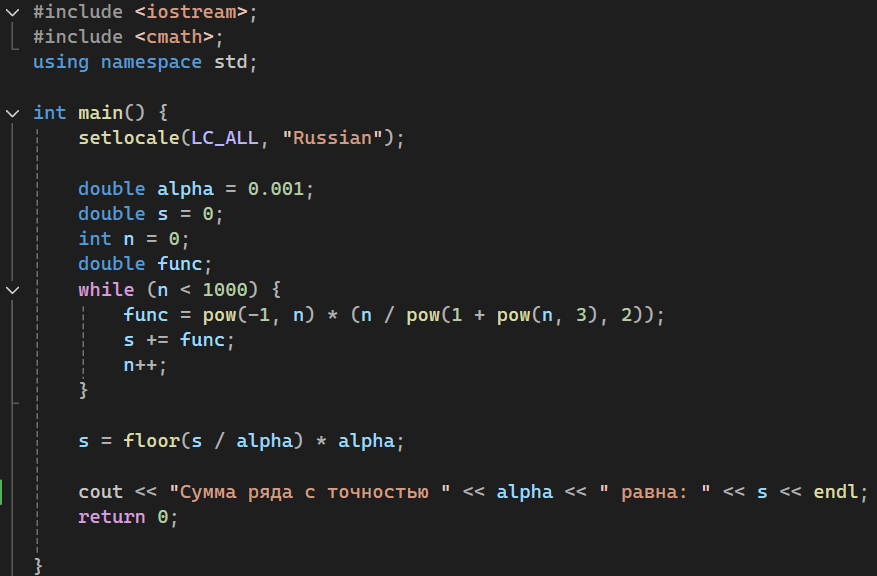 #include <iostream>;
#include <cmath>;
using namespace std;

int main() {
    setlocale(LC_ALL, "Russian");

    double alpha = 0.001;
    double s = 0;
    int n = 0;
    double func;
    while (n < 1000) {
        func = pow(-1, n) * (n / pow(1 + pow(n, 3), 2));
        s += func;
        n++;
    }

    s = floor(s / alpha) * alpha;

    cout << "Сумма ряда с точностью " << alpha << " равна: " << s << endl;
    return 0;

}